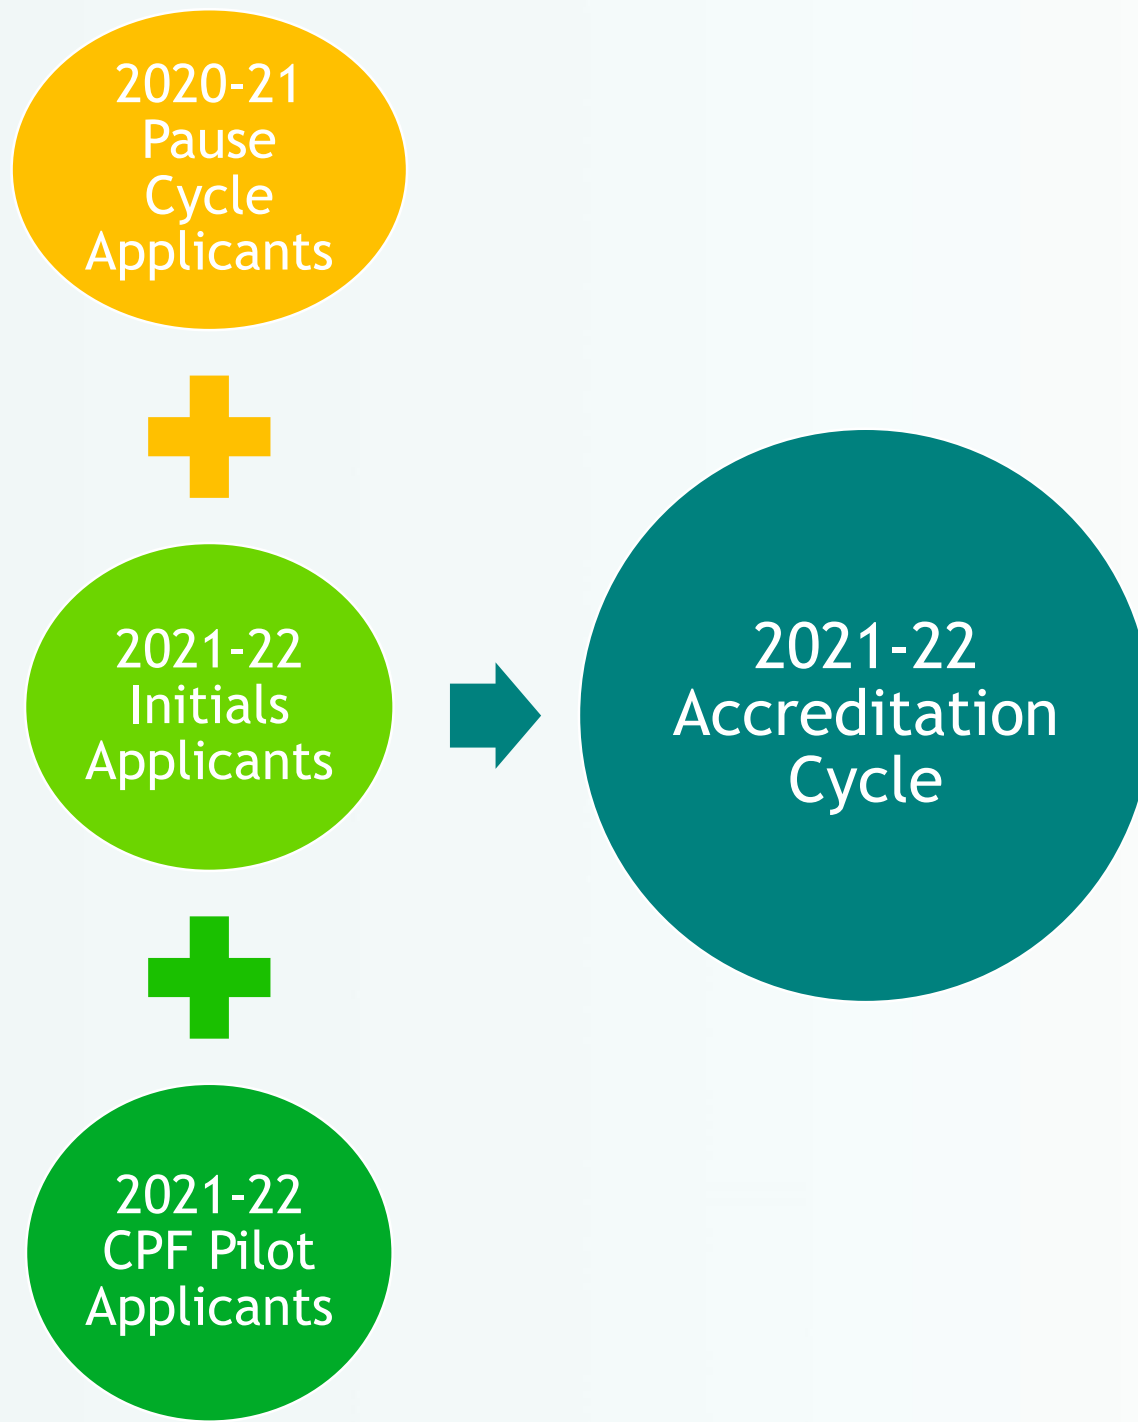 2020-21
Pause
Cycle
Applicants
2021-22
Initials
Applicants
2021-22
CPF Pilot
Applicants
2021-22
Accreditation
Cycle